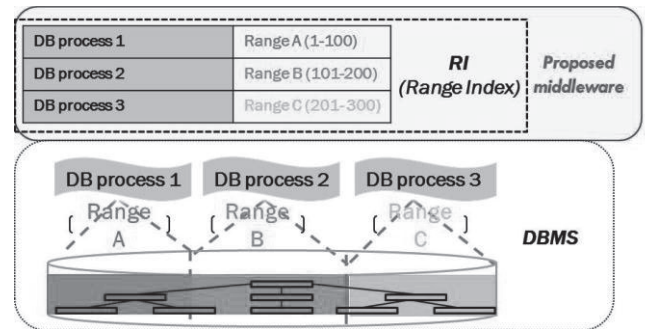 DB process 1 Range A (1-100)
DB process 2 Range B (101-200)
DB process 3 Range C (201-300)
RI
(Range Index)
Proposed
middleware
DB process 1 DB process 2 DB process 3
Range Range Range
A B C
DBMS